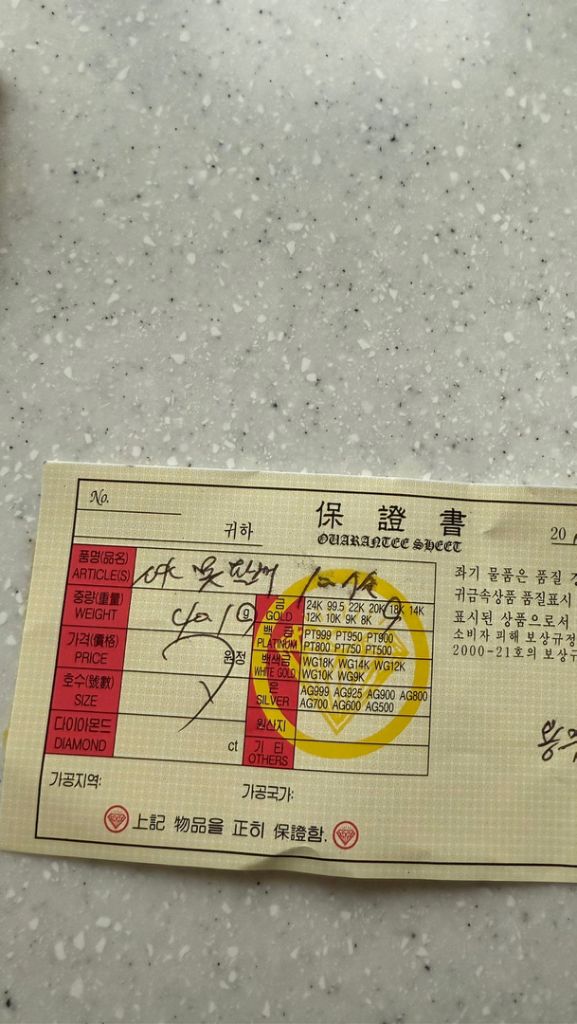 No.
귀하
保證書
QUARANTEE SHEET
20
품명(品名)
ARTICLE(S)
중량(重量)
WEIGHT
g
가격(價格)
PRICE
원정
호수(號數)
SIZE
다이아몬드
DIAMOND
ct
금
GOLD
24K 99.5 22K 20K 18K 14K
12K 10K 9K 8K
백금
PLATINUM
PT999 PT950 PT900
PT800 PT750 PT500
백색금
WHITE GOLD
WG18K WG14K WG12K
WG10K WG9K
은
SILVER
AG999 AG925 AG900 AG800
AG700 AG600 AG500
원산지
기타
OTHERS
좌기 물품은 품질
귀금속상품 품질표시
표시된 상품으로서
소비자 피해 보상규정
2000-21호의 보상규
가공지역:
가공국가:
上記 物品을 正히 保證함.